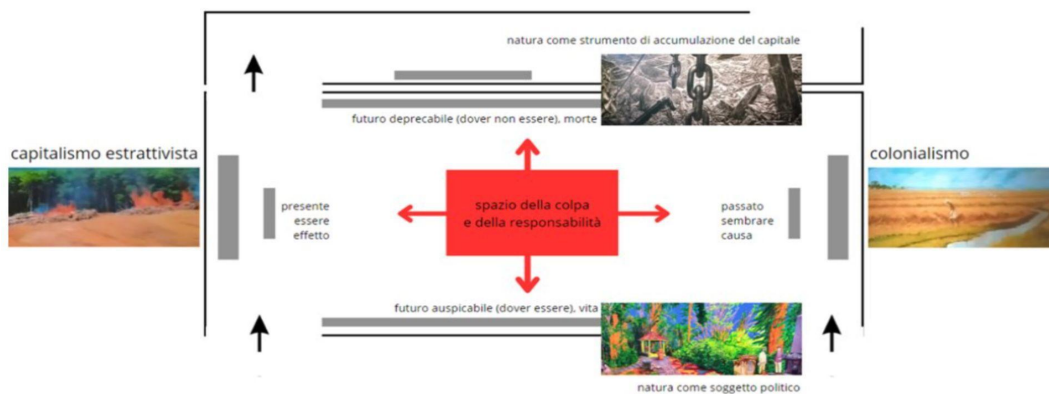 natura come strumento di accumulazione del capitale
futuro deprecabile (dover non essere), morte
capitalismo estrattivista
colonialismo
presente
essere
effetto
spazio della colpa
e della responsabilità
passato
sembrare
causa
futuro auspicabile (dover essere), vita
natura come soggetto politico